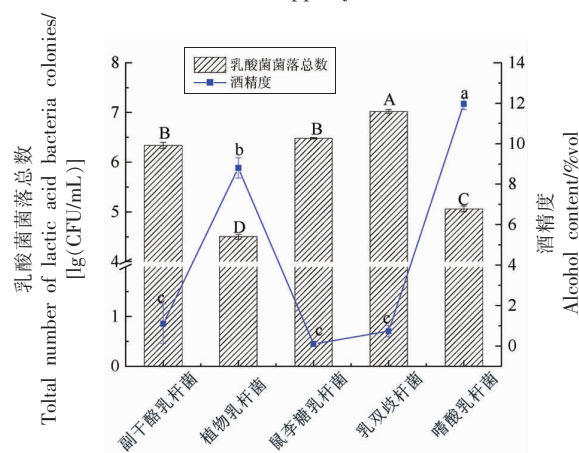 乳酸菌菌落总数
酒精度
乳酸菌菌落总数/
Toltal number of lactic acid bacteria colonies/
[lg(CFU/mL)]
8
7
6
5
4
1
0
B
D
B
A
C
c
b
c
c
a
14
12
10
8
6
4
2
0
酒精度
Alcohol content/%vol
副干酪乳杆菌
植物乳杆菌
鼠李糖乳杆菌
乳双歧杆菌
嗜酸乳杆菌